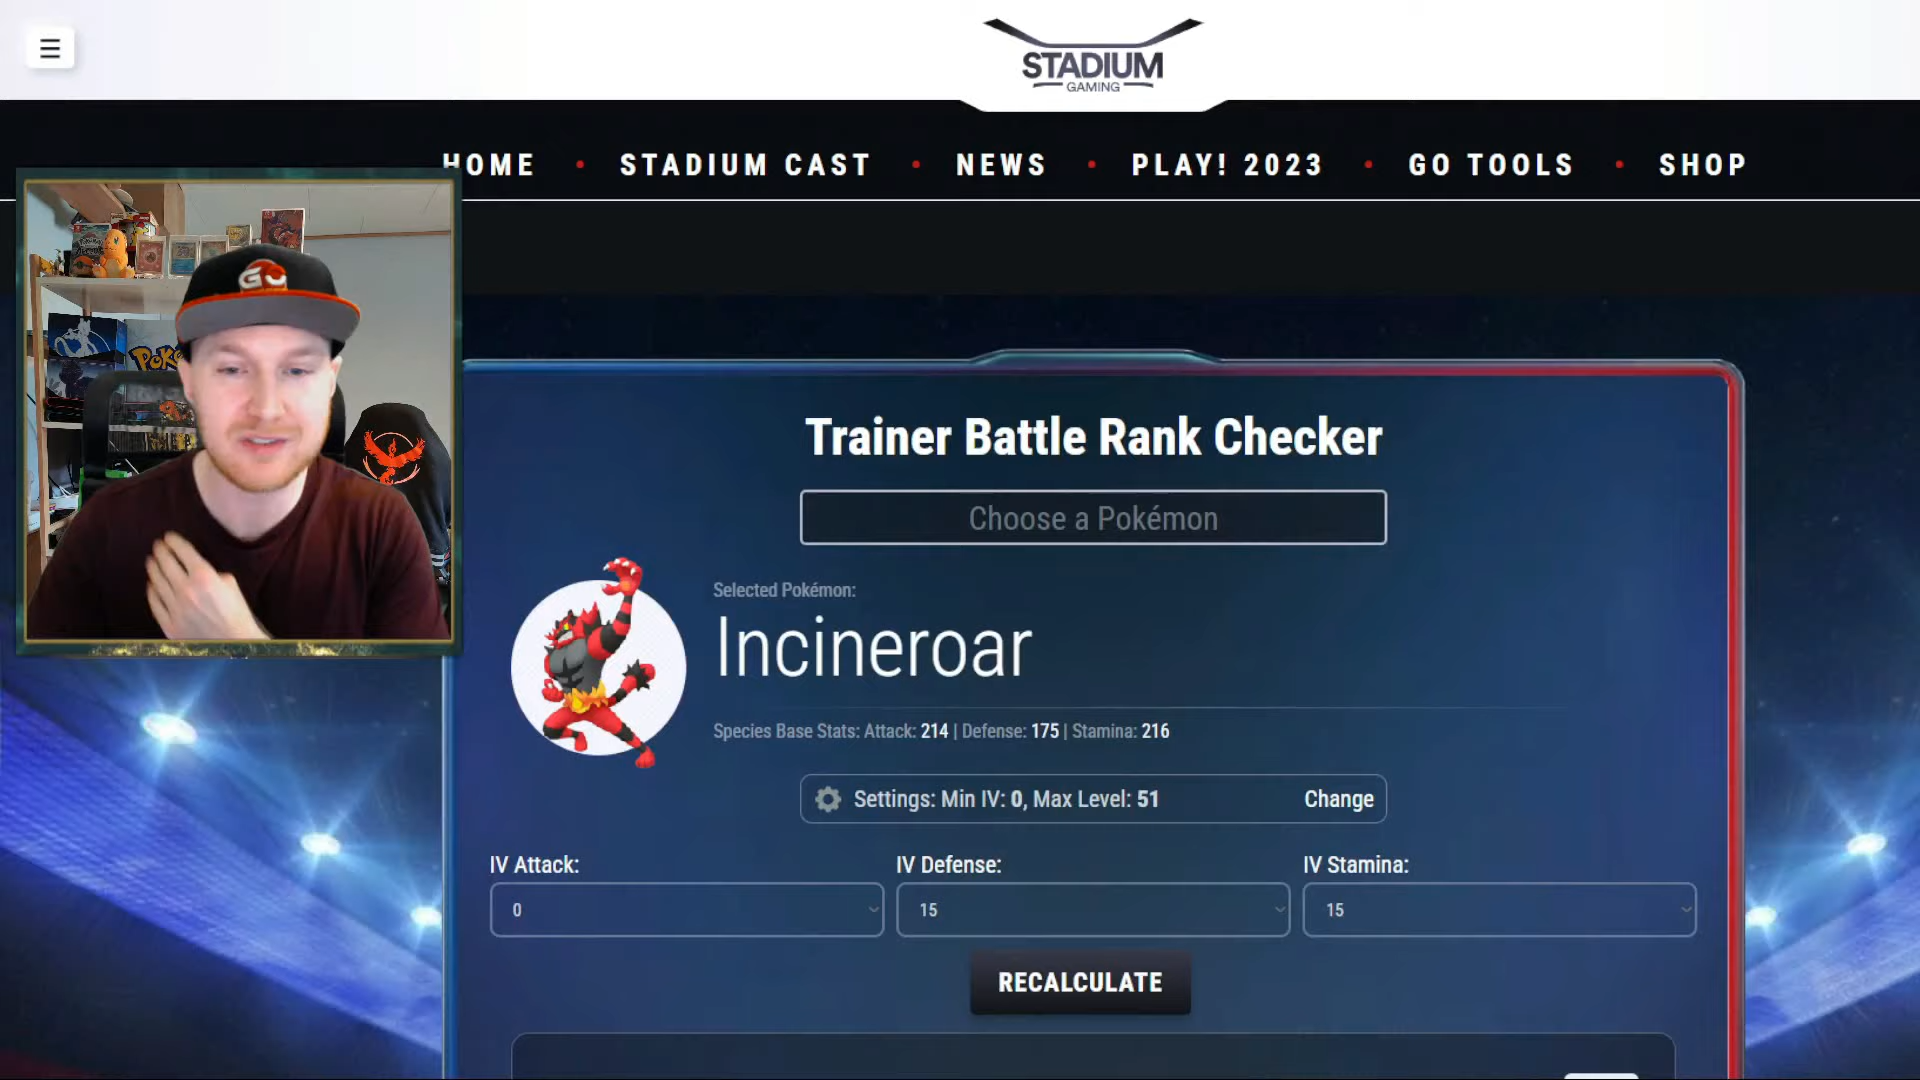 ☰
STADIUM
GAMING
HOME • STADIUM CAST • NEWS • PLAY! 2023 • GO TOOLS • SHOP
GO
POKé
Trainer Battle Rank Checker
Choose a Pokémon
Selected Pokémon:
Incineroar
Species Base Stats: Attack: 214 | Defense: 175 | Stamina: 216
Settings: Min IV: 0, Max Level: 51
Change
IV Attack:
IV Defense:
IV Stamina:
0
15
15
RECALCULATE